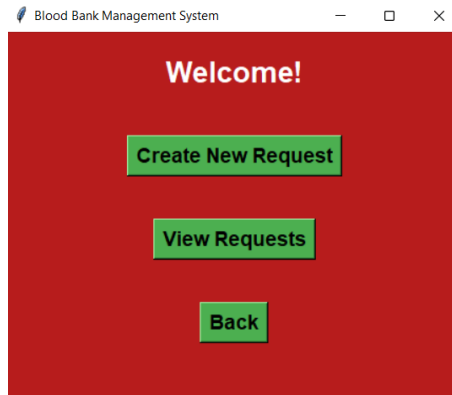 Blood Bank Management System
Welcome!
Create New Request
View Requests
Back